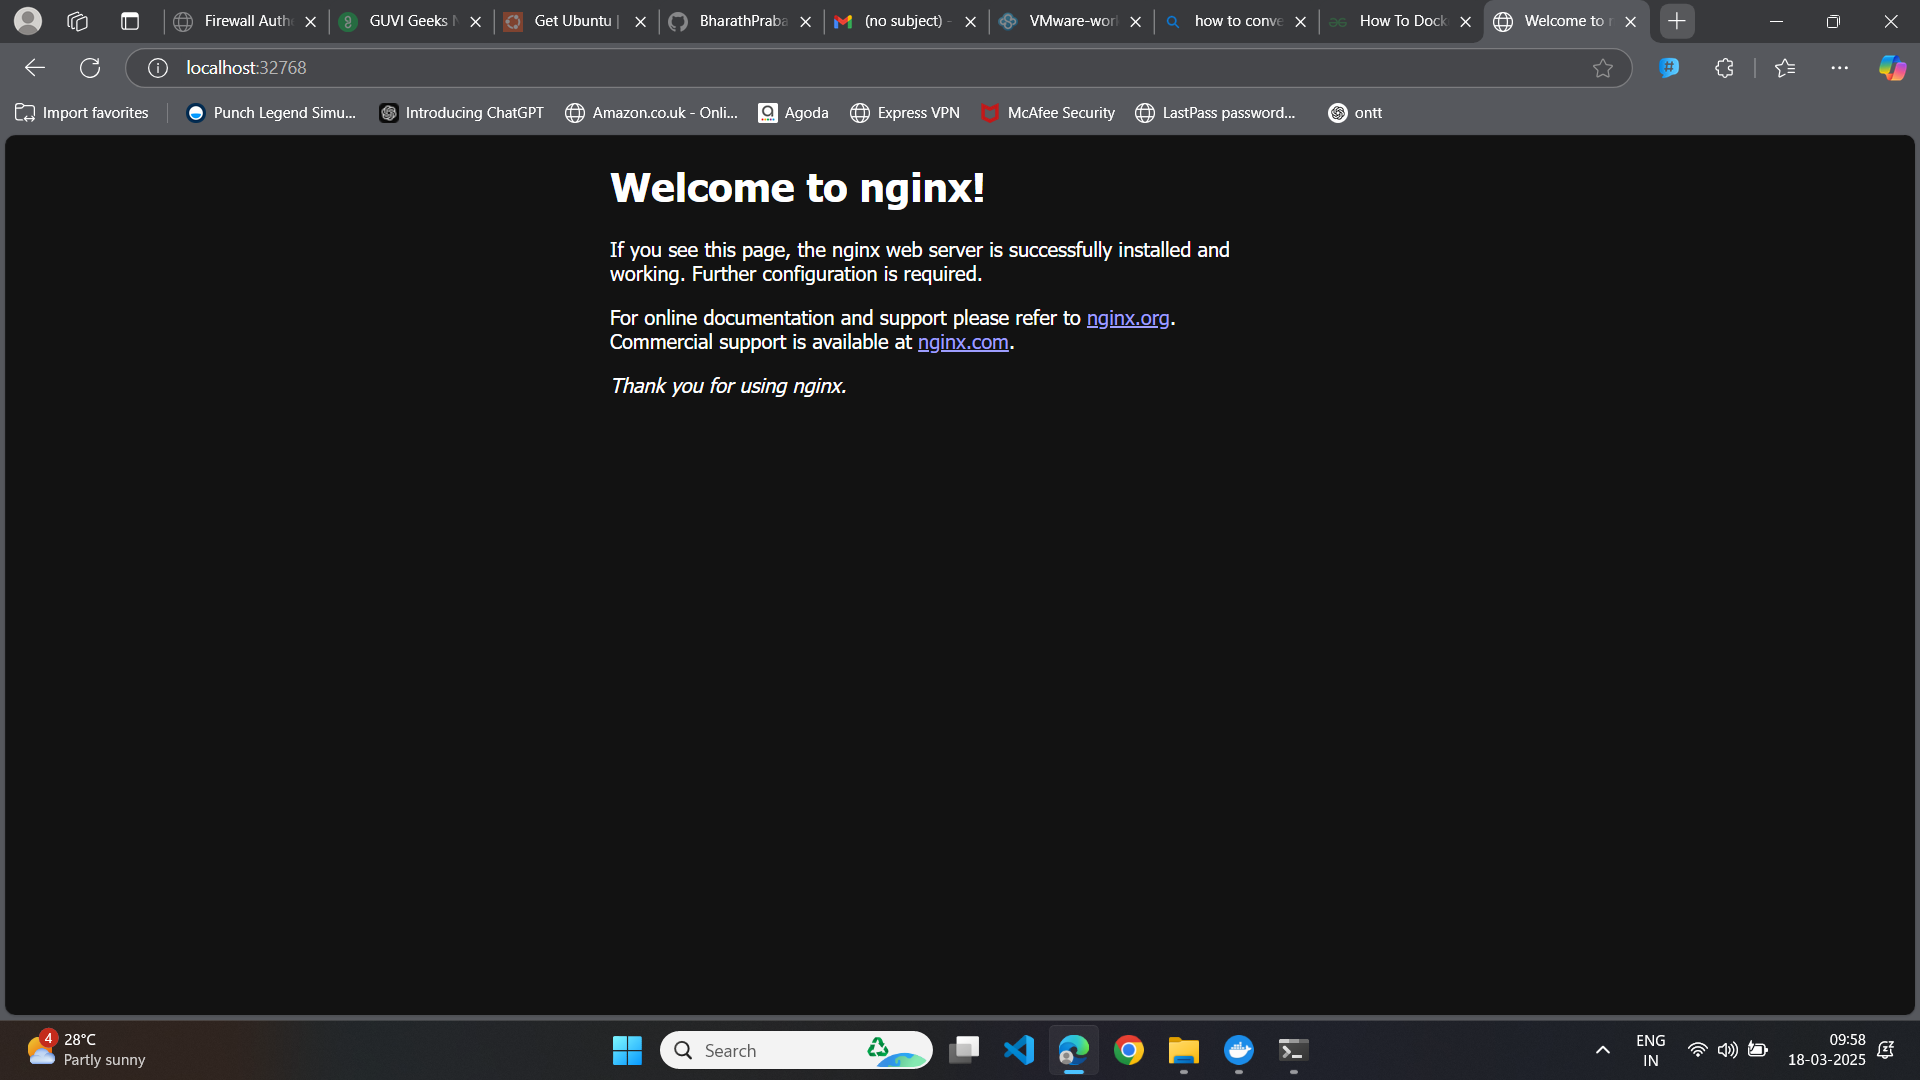 Firewall Auth
GUVI Geeks N
Get Ubuntu |
BharathPraba
(no subject) -
VMware-work
how to conve
How To Dock
Welcome to n
localhost:32768
Import favorites
Punch Legend Simu...
Introducing ChatGPT
Amazon.co.uk - Onli...
Agoda
Express VPN
McAfee Security
LastPass password...
ontt
Welcome to nginx!
If you see this page, the nginx web server is successfully installed and
working. Further configuration is required.
For online documentation and support please refer to nginx.org.
Commercial support is available at nginx.com.
Thank you for using nginx.
4
28°C
Partly sunny
Search
ENG
IN
09:58
18-03-2025